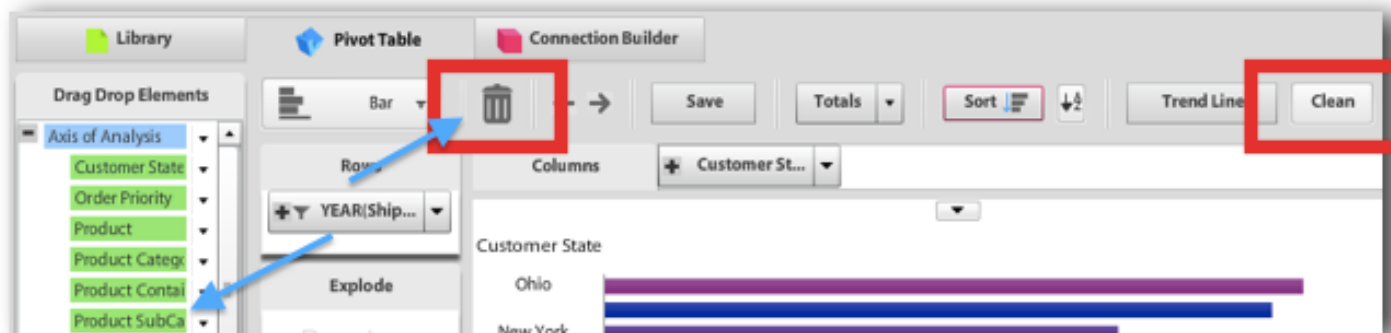 Library
Pivot Table
Connection Builder
Drag Drop Elements
Bar
Save
Totals
Sort
Trend Line
Clean
Axis of Analysis
Customer State
Order Priority
Product
Product Catego
Product Contai
Product SubCa
Rows
YEAR(Ship...
Explode
Columns
Customer St...
Customer State
Ohio
New York